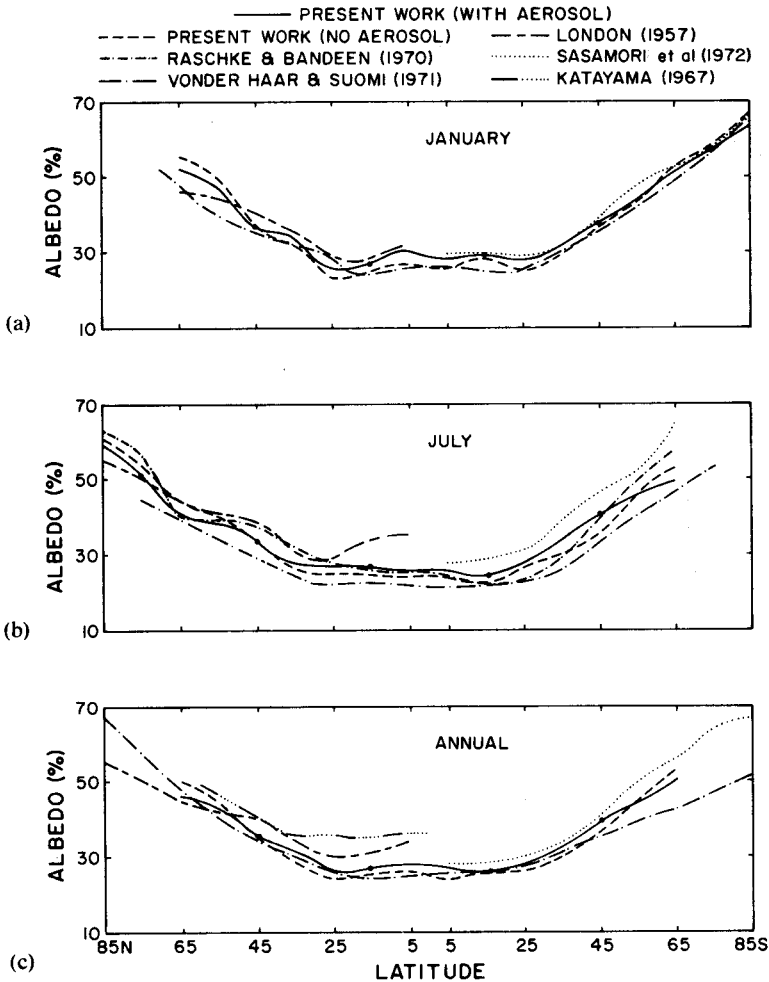 PRESENT WORK (WITH AEROSOL)
PRESENT WORK (NO AEROSOL)
LONDON (1957)
RASCHKE & BANDEEN (1970)
SASAMORI et al (1972)
VONDER HAAR & SUOMI (1971)
KATAYAMA (1967)
70
50
30
10
ALBEDO (%)
JANUARY
(a)
70
50
30
10
ALBEDO (%)
JULY
(b)
70
50
30
10
ALBEDO (%)
ANNUAL
(c)
85N 65 45 25 5 5 25 45 65 85S
LATITUDE